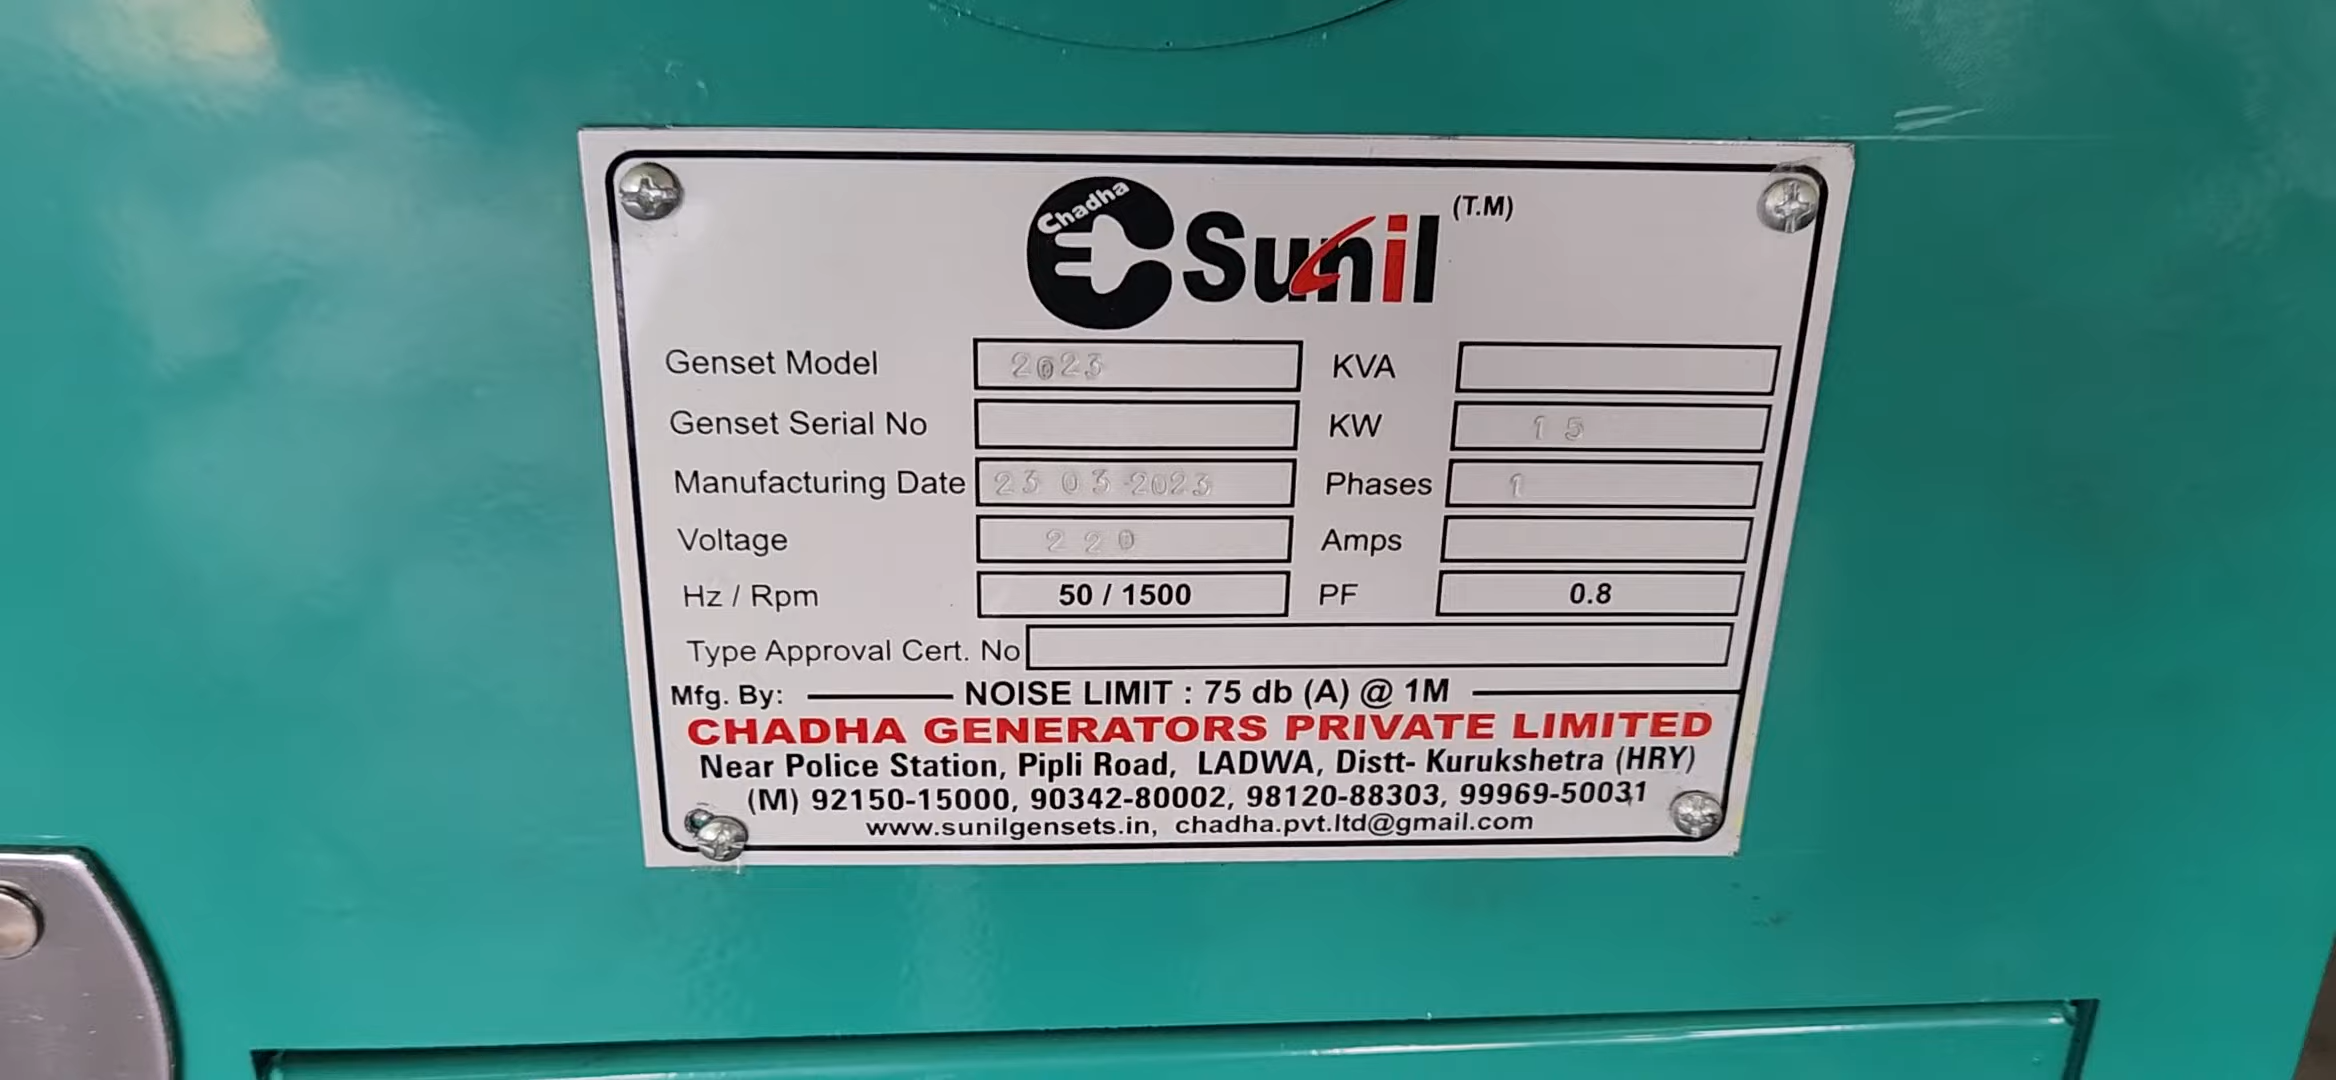 Chadha
Sunil (T.M)
Genset Model 2023 KVA
Genset Serial No KW 15
Manufacturing Date 23 03-2023 Phases 1
Voltage 220 Amps
Hz / Rpm 50 / 1500 PF 0.8
Type Approval Cert. No
Mfg. By: NOISE LIMIT : 75 db (A) @ 1M
CHADHA GENERATORS PRIVATE LIMITED
Near Police Station, Pipli Road, LADWA, Distt- Kurukshetra (HRY)
(M) 92150-15000, 90342-80002, 98120-88303, 99969-50031
www.sunilgensets.in, chadha.pvt.ltd@gmail.com